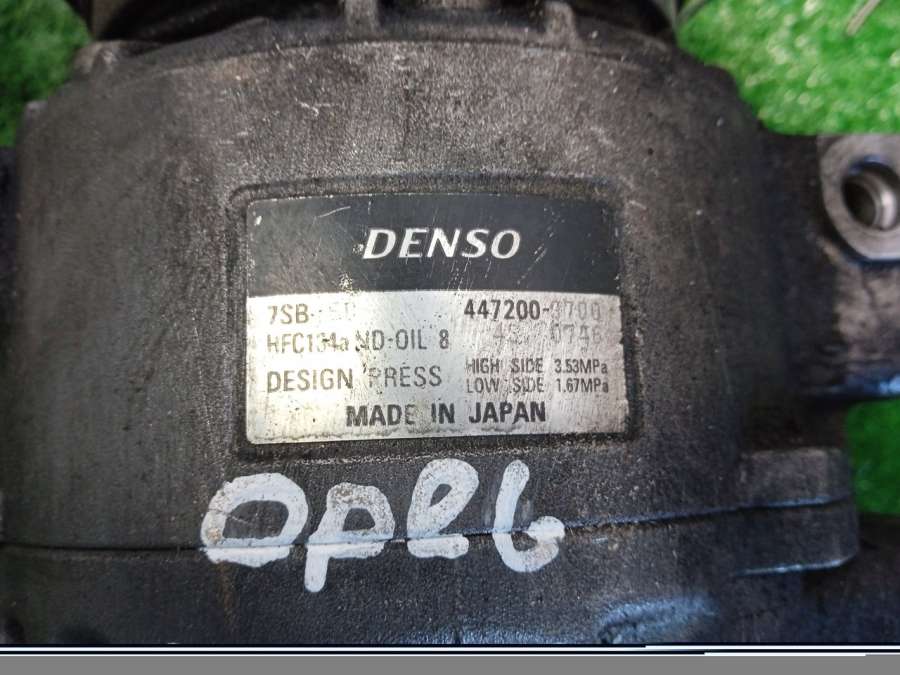 DENSO
7SB 447200-
HFC134a ND-OIL 8
DESIGN PRESS HIGH SIDE 3.53MPa
LOW SIDE 1.67MPa
MADE IN JAPAN
Opel